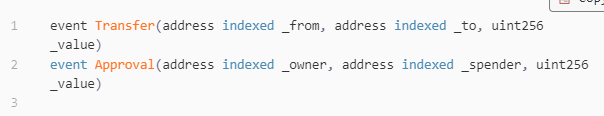 1 event Transfer(address indexed _from, address indexed _to, uint256
_value)
2 event Approval(address indexed _owner, address indexed _spender, uint256
_value)
3